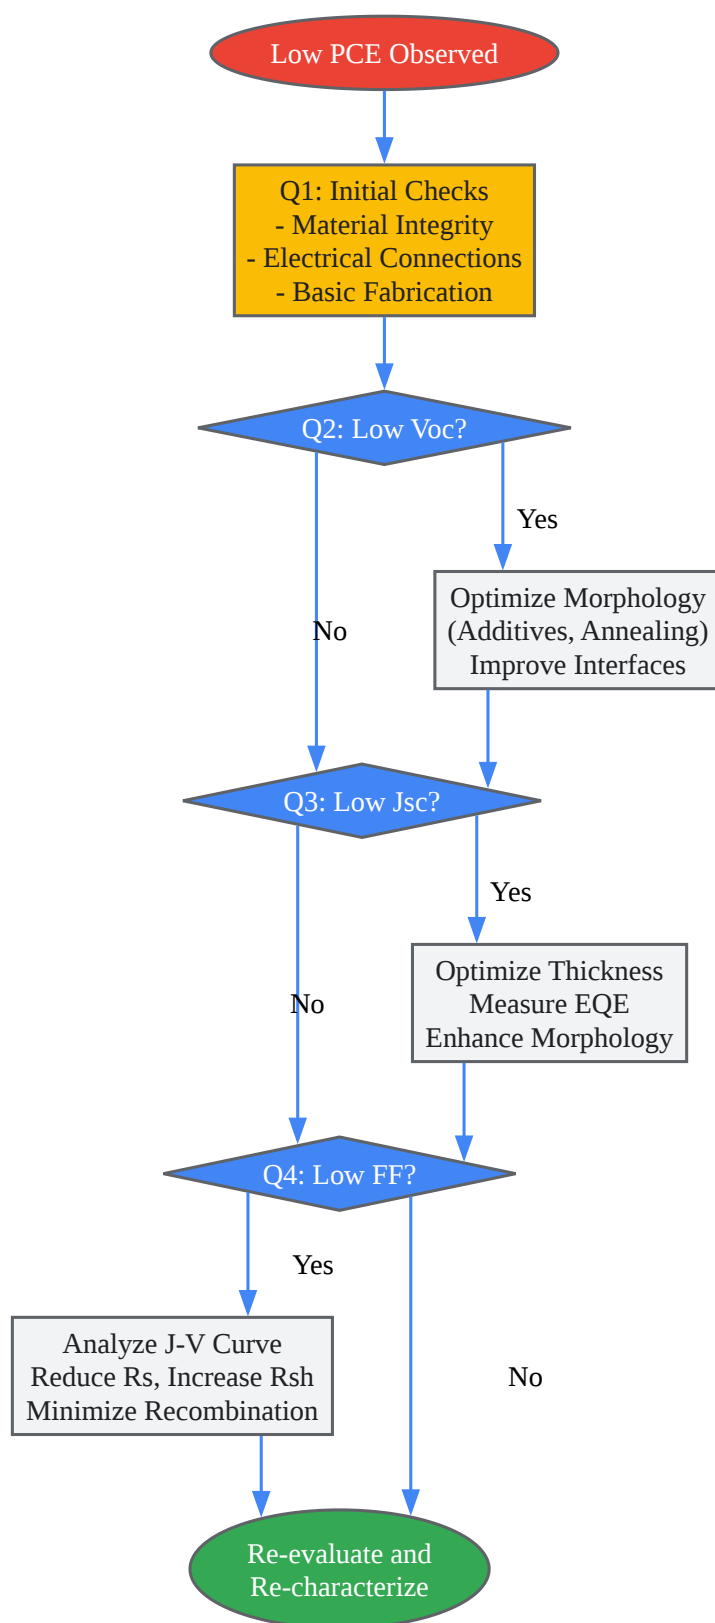 Low PCE Observed
Q1: Initial Checks
- Material Integrity
- Electrical Connections
- Basic Fabrication
Q2: Low Voc?
Yes
Optimize Morphology
(Additives, Annealing)
Improve Interfaces
No
Q3: Low Jsc?
Yes
Optimize Thickness
Measure EQE
Enhance Morphology
No
Q4: Low FF?
Yes
Analyze J-V Curve
Reduce Rs, Increase Rsh
Minimize Recombination
No
Re-evaluate and
Re-characterize